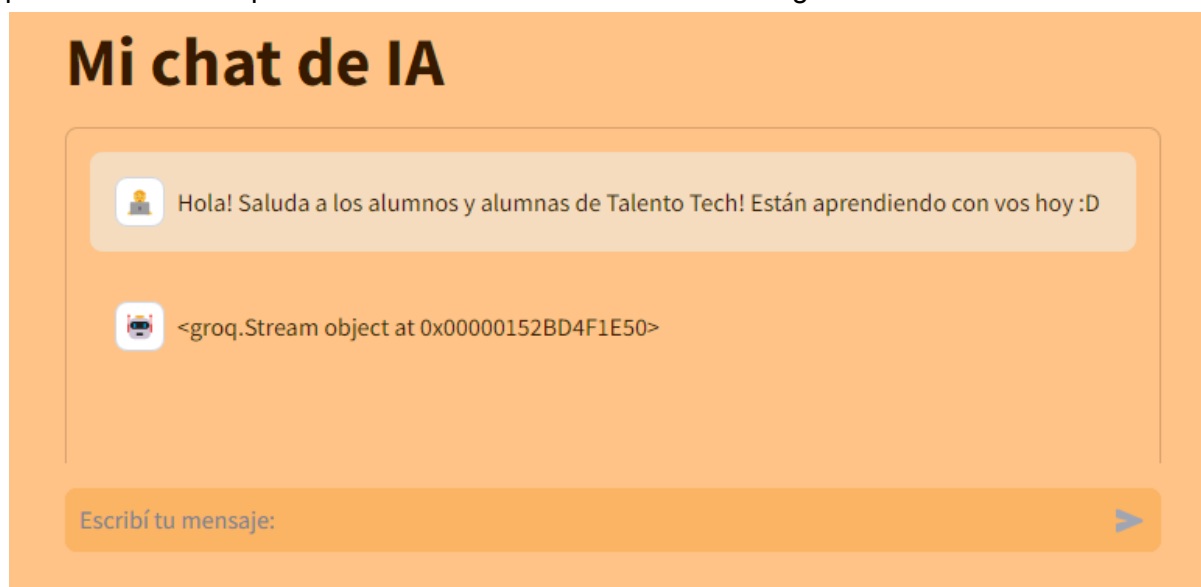 Mi chat de IA
Hola! Saluda a los alumnos y alumnas de Talento Tech! Están aprendiendo con vos hoy :D
<groq.Stream object at 0x00000152BD4F1E50>
Escribí tu mensaje: